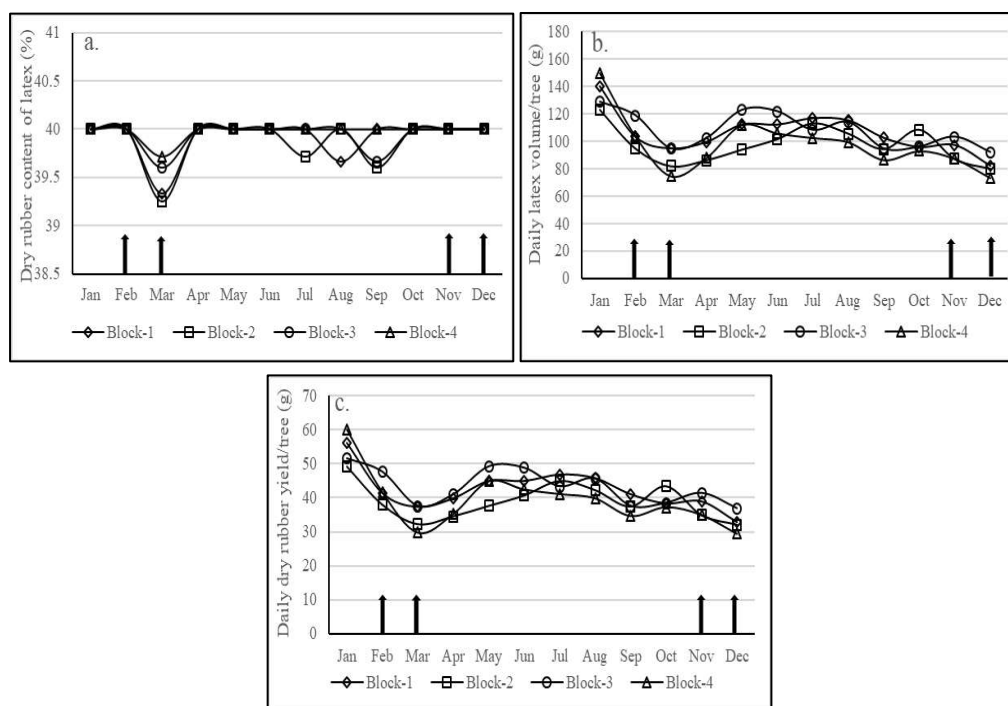 a.
Dry rubber content of latex (%)
41
40.5
40
39.5
39
38.5
Jan Feb Mar Apr May Jun Jul Aug Sep Oct Nov Dec
Block-1 Block-2 Block-3 Block-4
b.
Daily latex volume/tree (g)
180
160
140
120
100
80
60
40
20
0
Jan Feb Mar Apr May Jun Jul Aug Sep Oct Nov Dec
Block-1 Block-2 Block-3 Block-4
c.
Daily dry rubber yield/tree (g)
70
60
50
40
30
20
10
0
Jan Feb Mar Apr May Jun Jul Aug Sep Oct Nov Dec
Block-1 Block-2 Block-3 Block-4